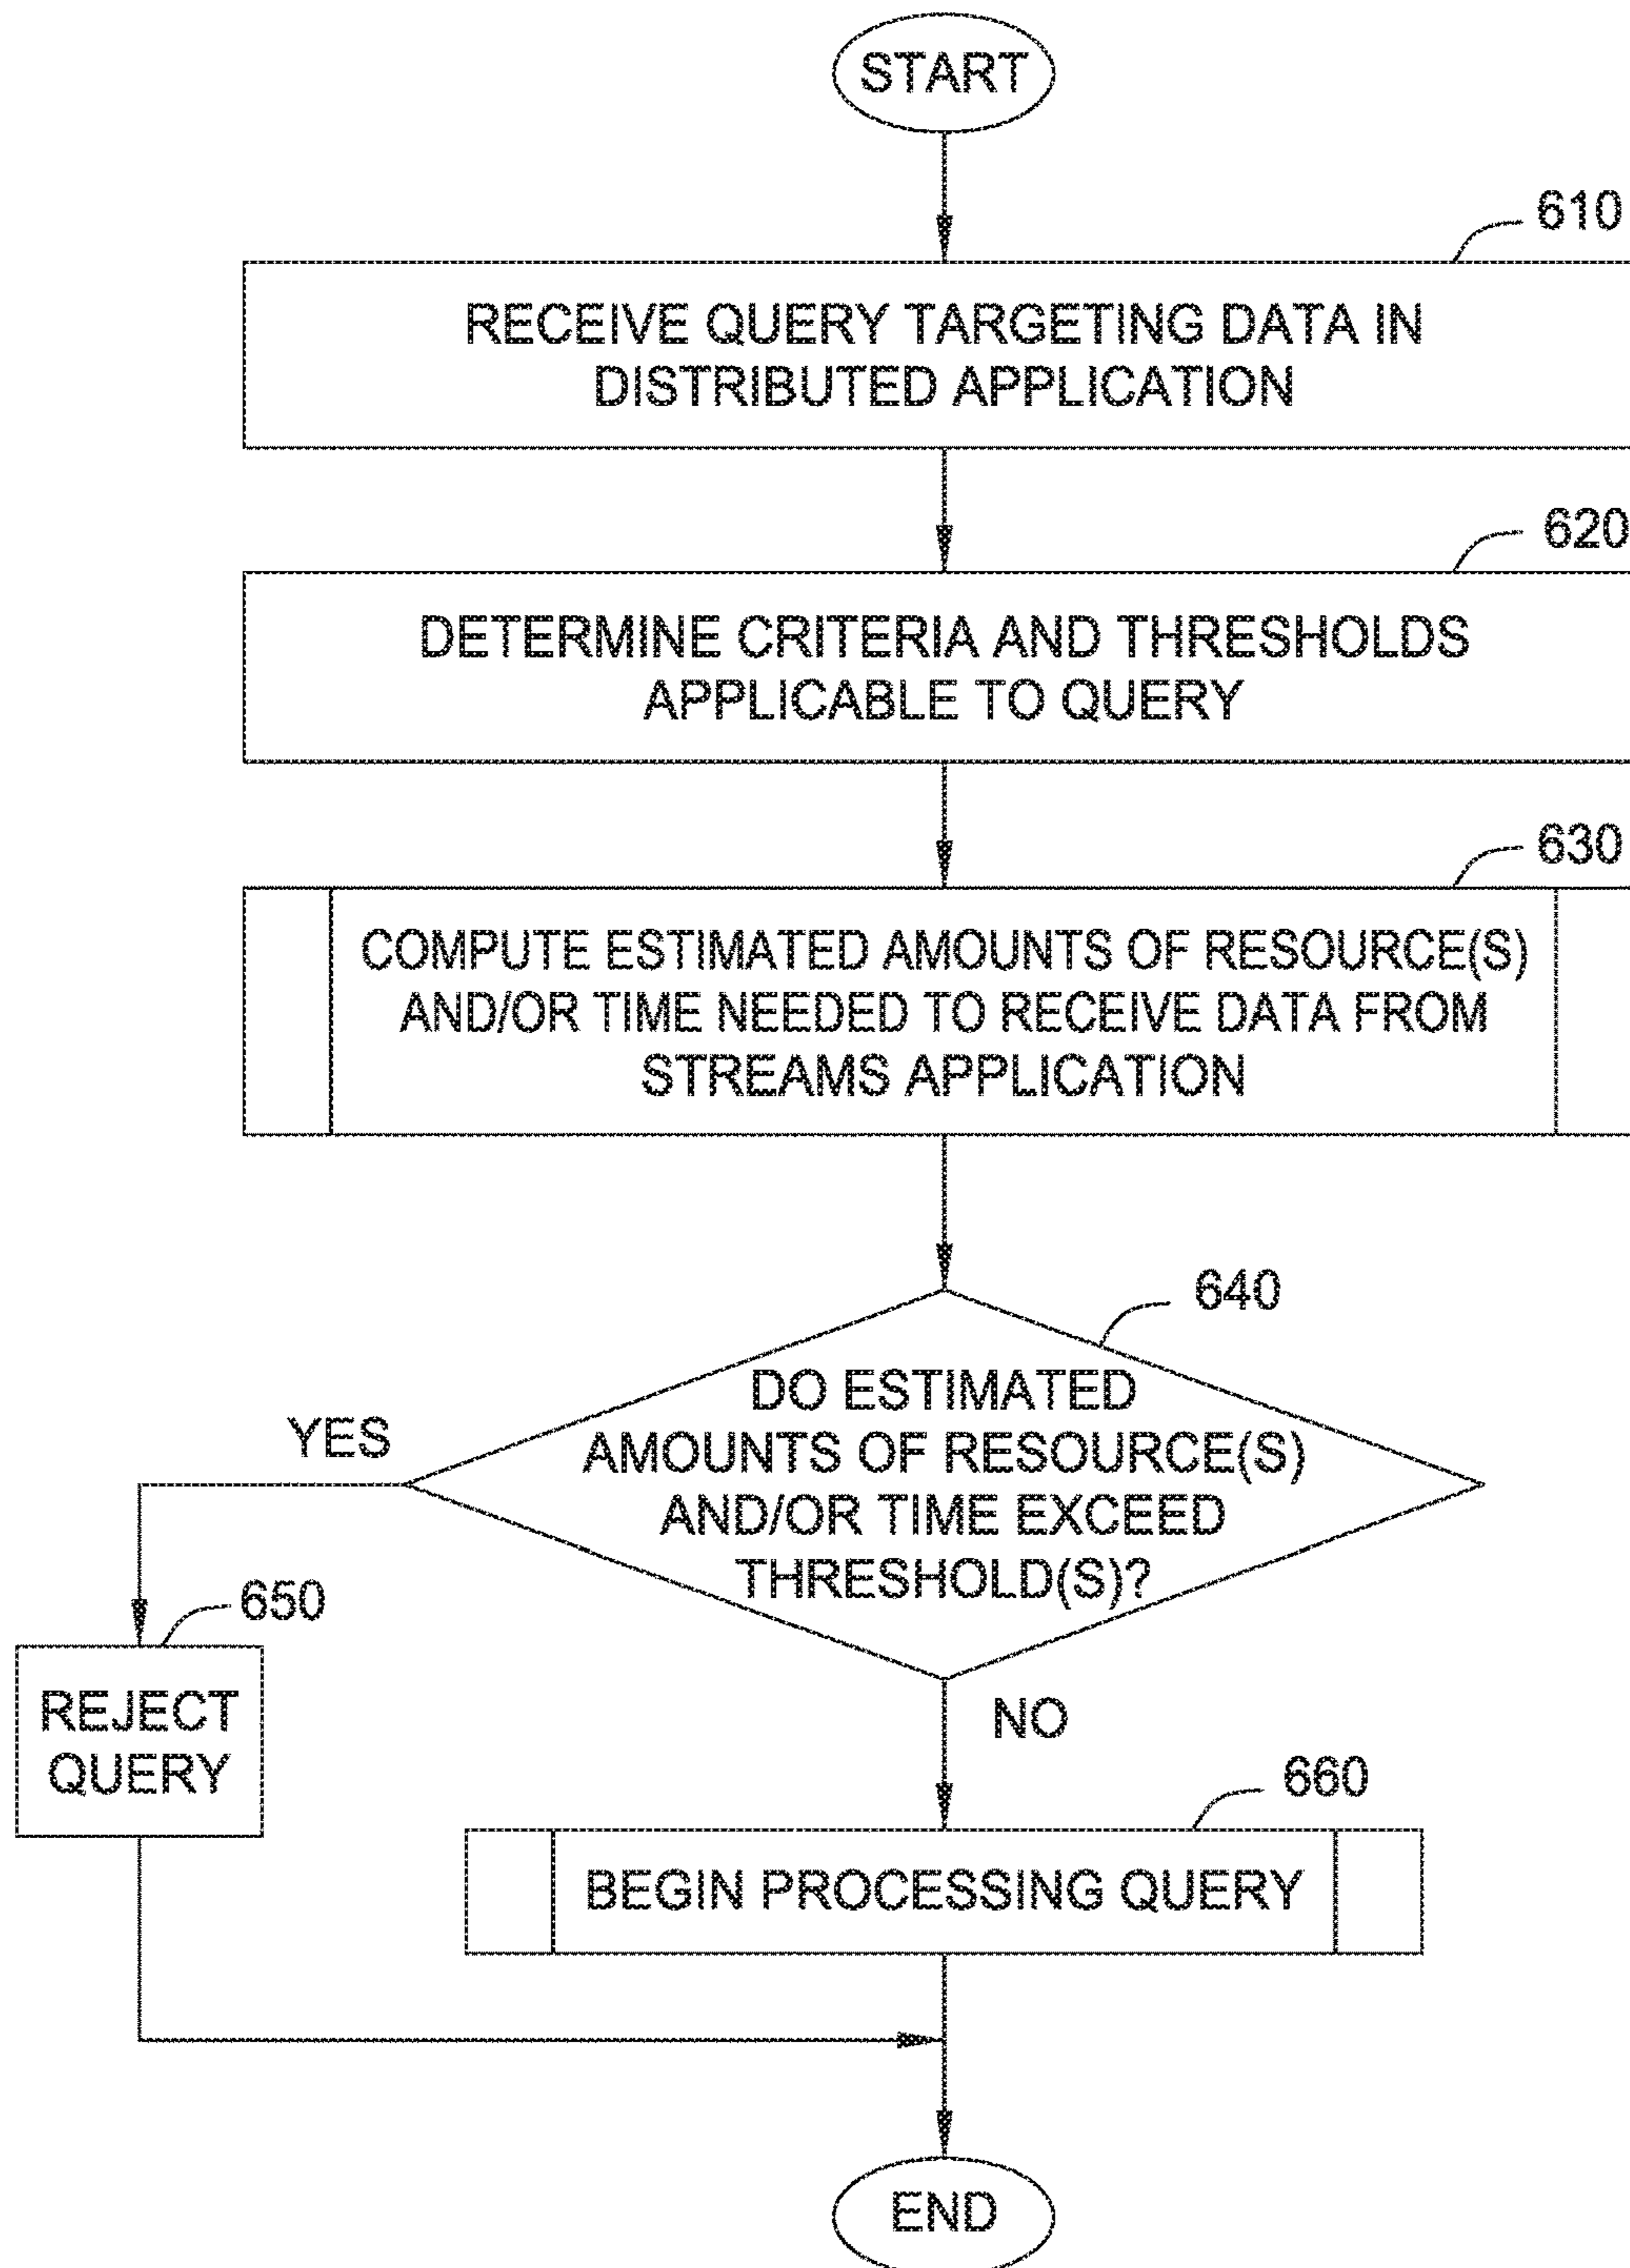 START
610
RECEIVE QUERY TARGETING DATA IN
DISTRIBUTED APPLICATION
620
DETERMINE CRITERIA AND THRESHOLDS
APPLICABLE TO QUERY
630
COMPUTE ESTIMATED AMOUNTS OF RESOURCE(S)
AND/OR TIME NEEDED TO RECEIVE DATA FROM
STREAMS APPLICATION
640
DO ESTIMATED
AMOUNTS OF RESOURCE(S)
AND/OR TIME EXCEED
THRESHOLD(S)?
YES
650
REJECT
QUERY
NO
660
BEGIN PROCESSING QUERY
END